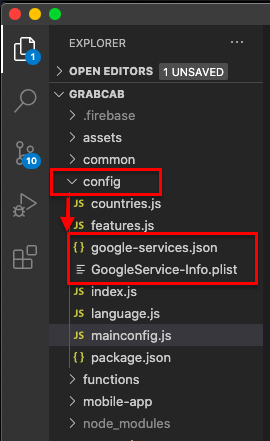 EXPLORER
1
OPEN EDITORS 1 UNSAVED
GRABCAB
.firebase
assets
common
config
10
JS countries.js
JS features.js
{ } google-services.json
GoogleService-Info.plist
JS index.js
JS language.js
JS mainconfig.js
{ } package.json
functions
mobile-app
node_modules